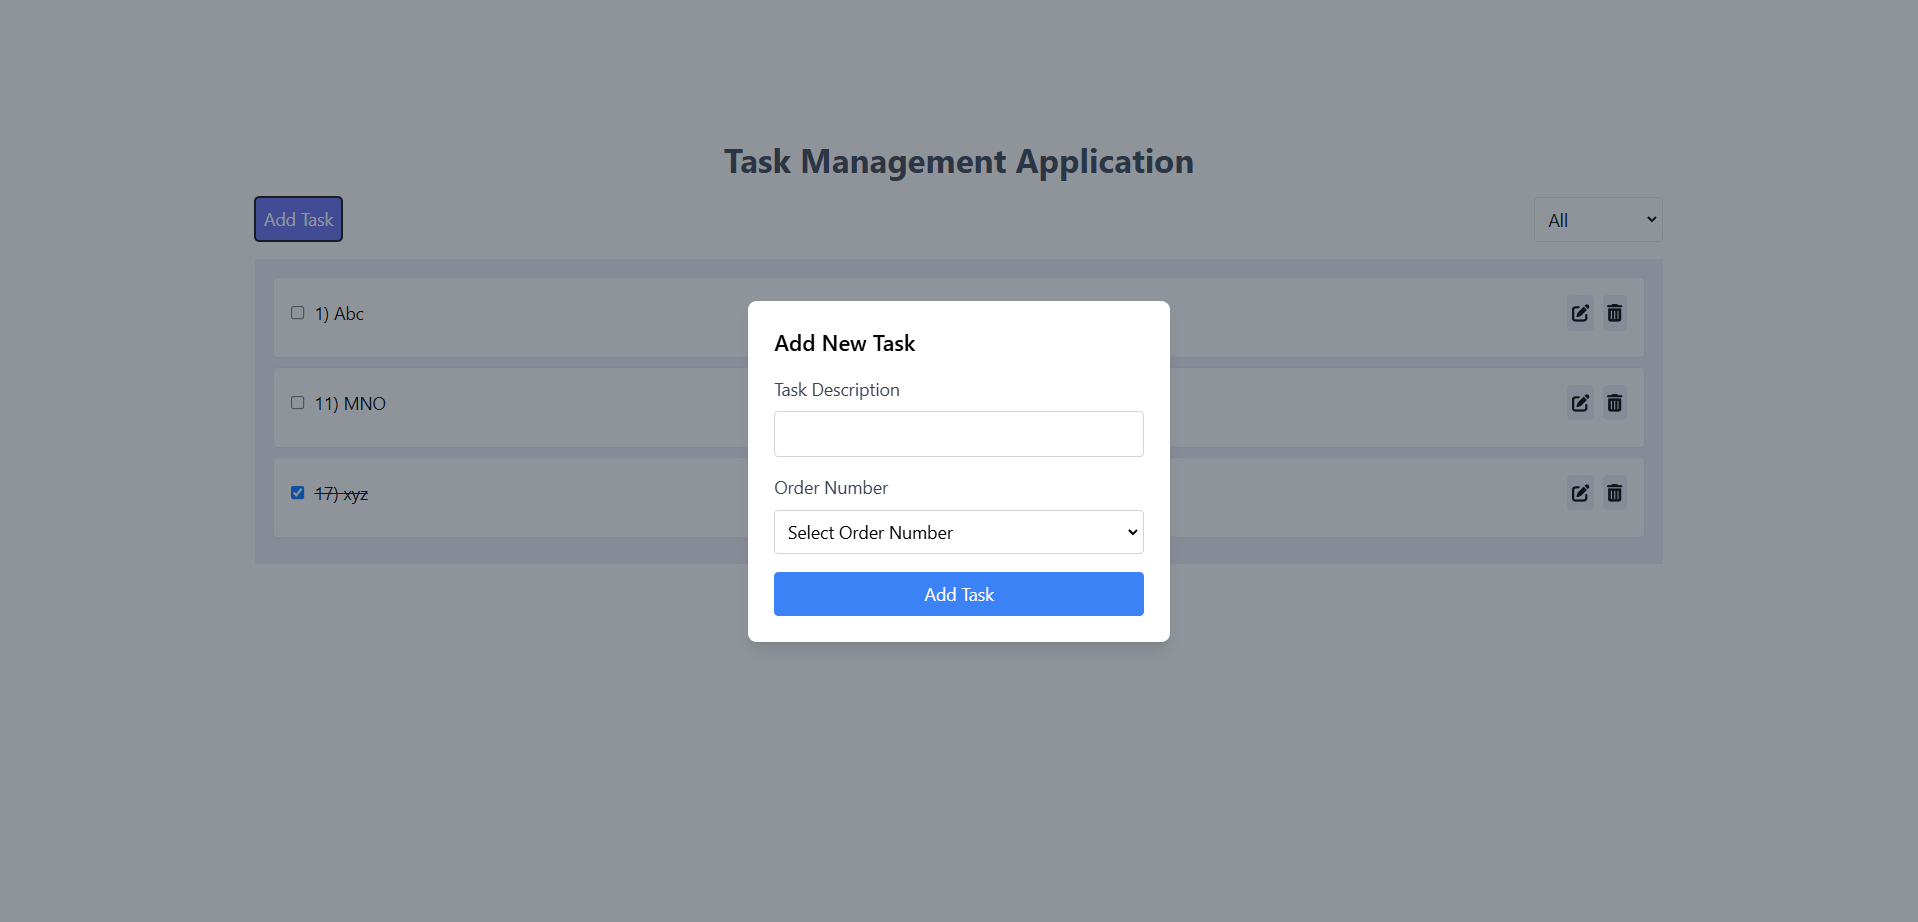 Task Management Application
Add Task
All
1) Abc
11) MNO
17) xyz
Add New Task
Task Description
Order Number
Select Order Number
Add Task